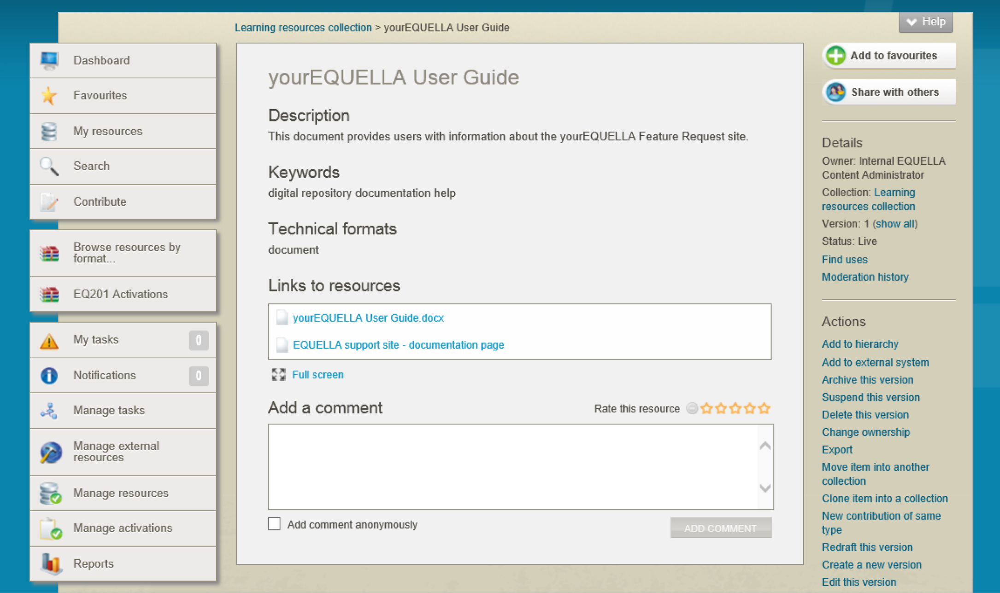 Learning resources collection > yourEQUELLA User Guide
Help
Dashboard
Favourites
My resources
Search
Contribute
Browse resources by
format...
EQ201 Activations
My tasks 0
Notifications 0
Manage tasks
Manage external
resources
Manage resources
Manage activations
Reports
yourEQUELLA User Guide
Description
This document provides users with information about the yourEQUELLA Feature Request site.
Keywords
digital repository documentation help
Technical formats
document
Links to resources
yourEQUELLA User Guide.docx
EQUELLA support site - documentation page
Full screen
Add a comment
Rate this resource
Add comment anonymously
ADD COMMENT
Add to favourites
Share with others
Details
Owner: Internal EQUELLA
Content Administrator
Collection: Learning
resources collection
Version: 1 (show all)
Status: Live
Find uses
Moderation history
Actions
Add to hierarchy
Add to external system
Archive this version
Suspend this version
Delete this version
Change ownership
Export
Move item into another
collection
Clone item into a collection
New contribution of same
type
Redraft this version
Create a new version
Edit this version